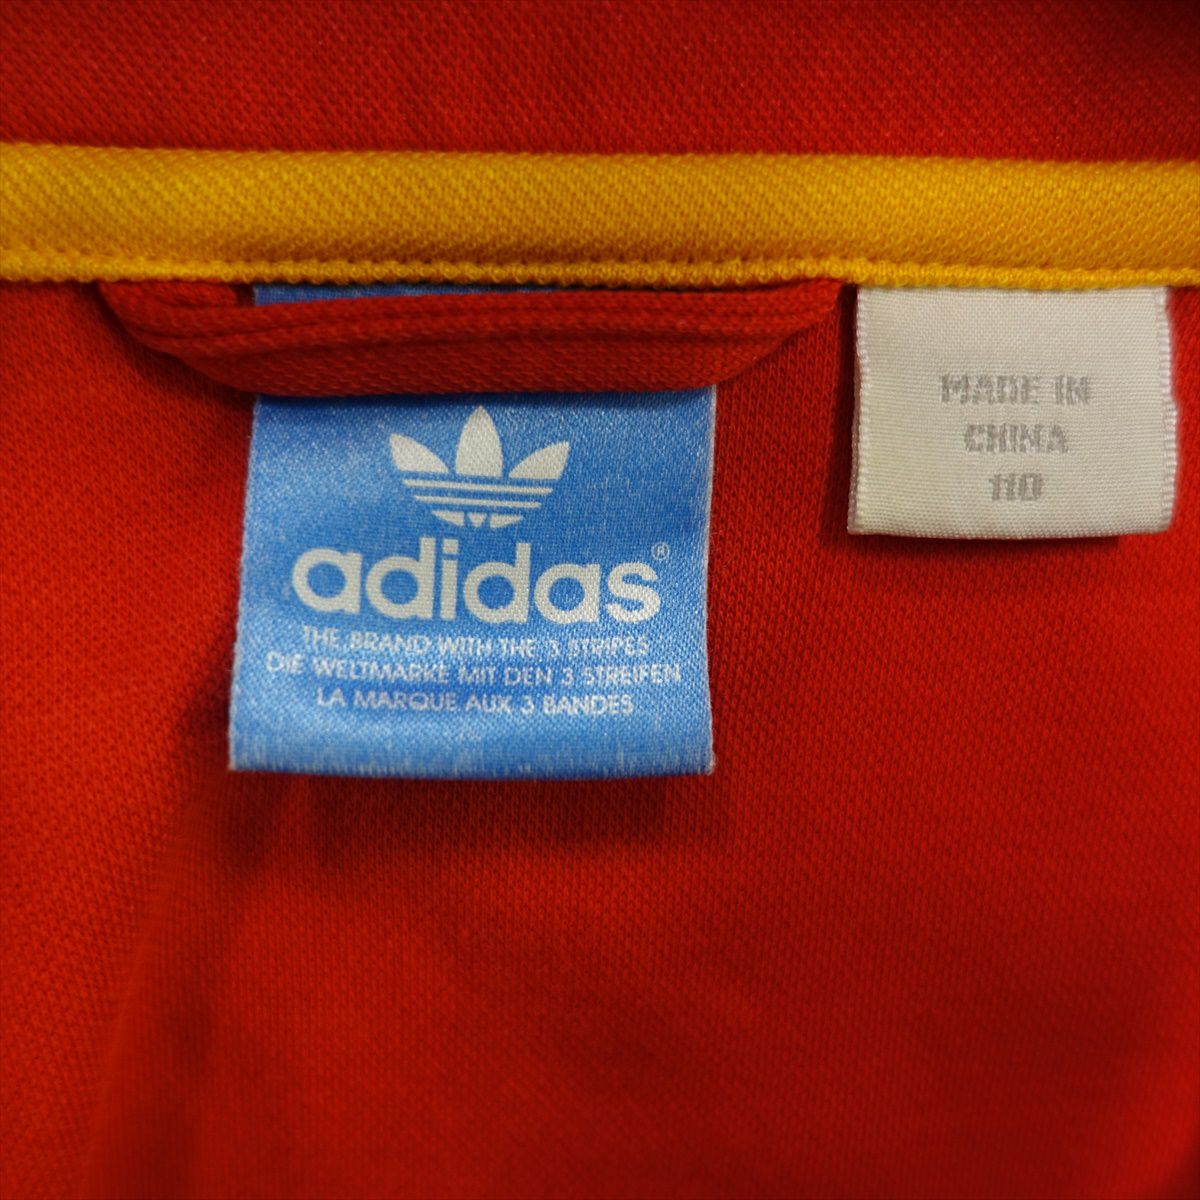 adidas®
THE BRAND WITH THE 3 STRIPES
DIE WELTMARKE MIT DEN 3 STREIFEN
LA MARQUE AUX 3 BANDES
MADE IN
CHINA
110